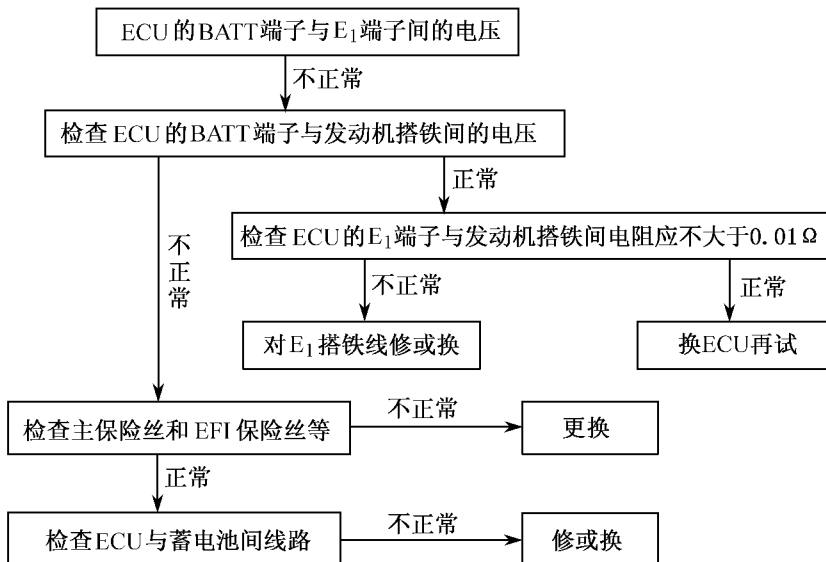 ECU的BATT端子与E₁端子间的电压
不正常
检查ECU的BATT端子与发动机搭铁间的电压
正常
不正常
检查ECU的E₁端子与发动机搭铁间电阻应不大于0.01Ω
不正常
正常
对E₁搭铁线修或换
换ECU再试
检查主保险丝和EFI保险丝等
不正常
更换
正常
检查ECU与蓄电池间线路
不正常
修或换